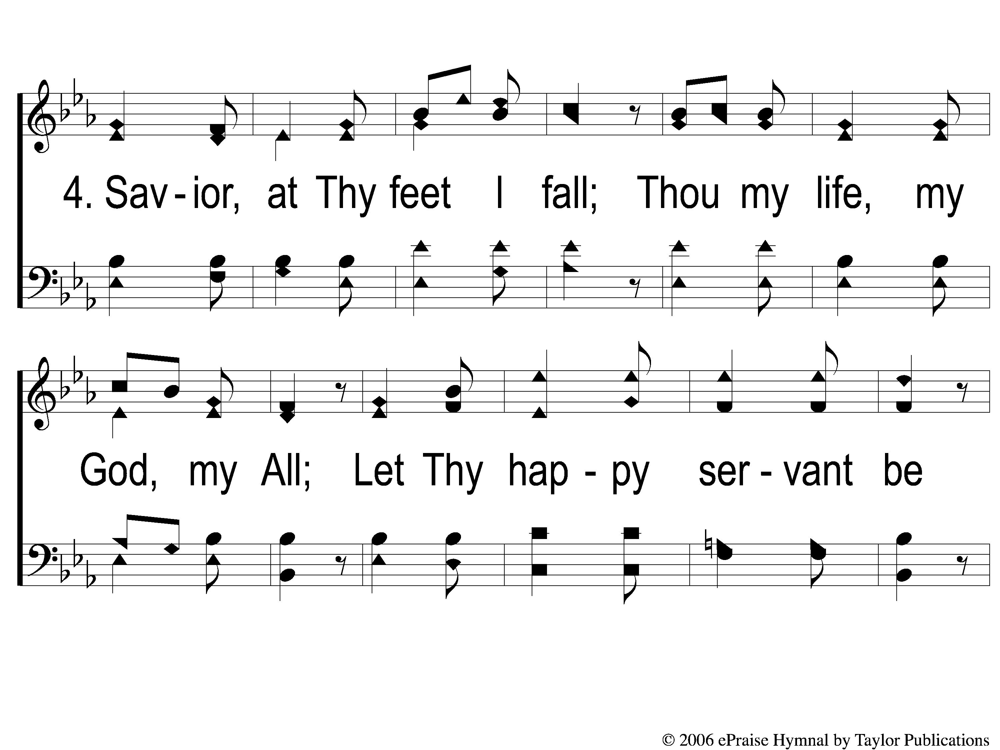 4. Sav-ior, at Thy feet I fall; Thou my life, my
God, my All; Let Thy hap - py ser - vant be
© 2006 ePraise Hymnal by Taylor Publications